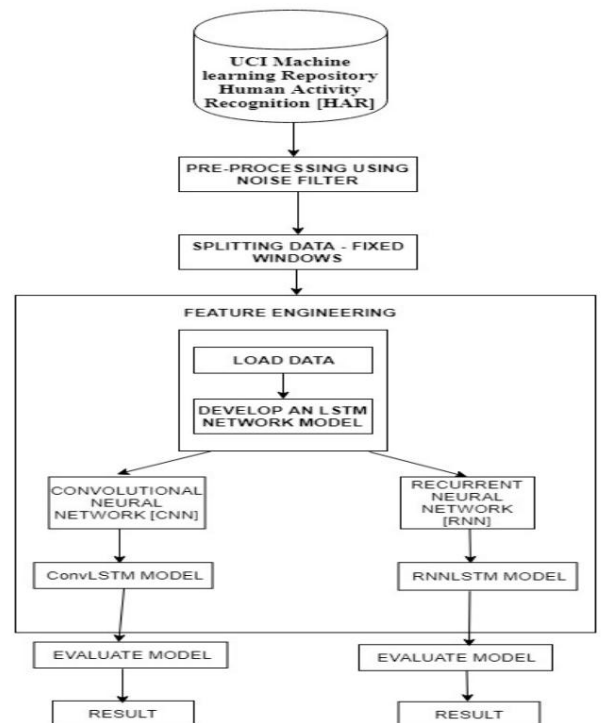 UCI Machine
learning Repository
Human Activity
Recognition [HAR]
PRE-PROCESSING USING
NOISE FILTER
SPLITTING DATA - FIXED
WINDOWS
FEATURE ENGINEERING
LOAD DATA
DEVELOP AN LSTM
NETWORK MODEL
CONVOLUTIONAL
NEURAL
NETWORK [CNN]
ConvLSTM MODEL
EVALUATE MODEL
RESULT
RECURRENT
NEURAL
NETWORK
[RNN]
RNNLSTM MODEL
EVALUATE MODEL
RESULT